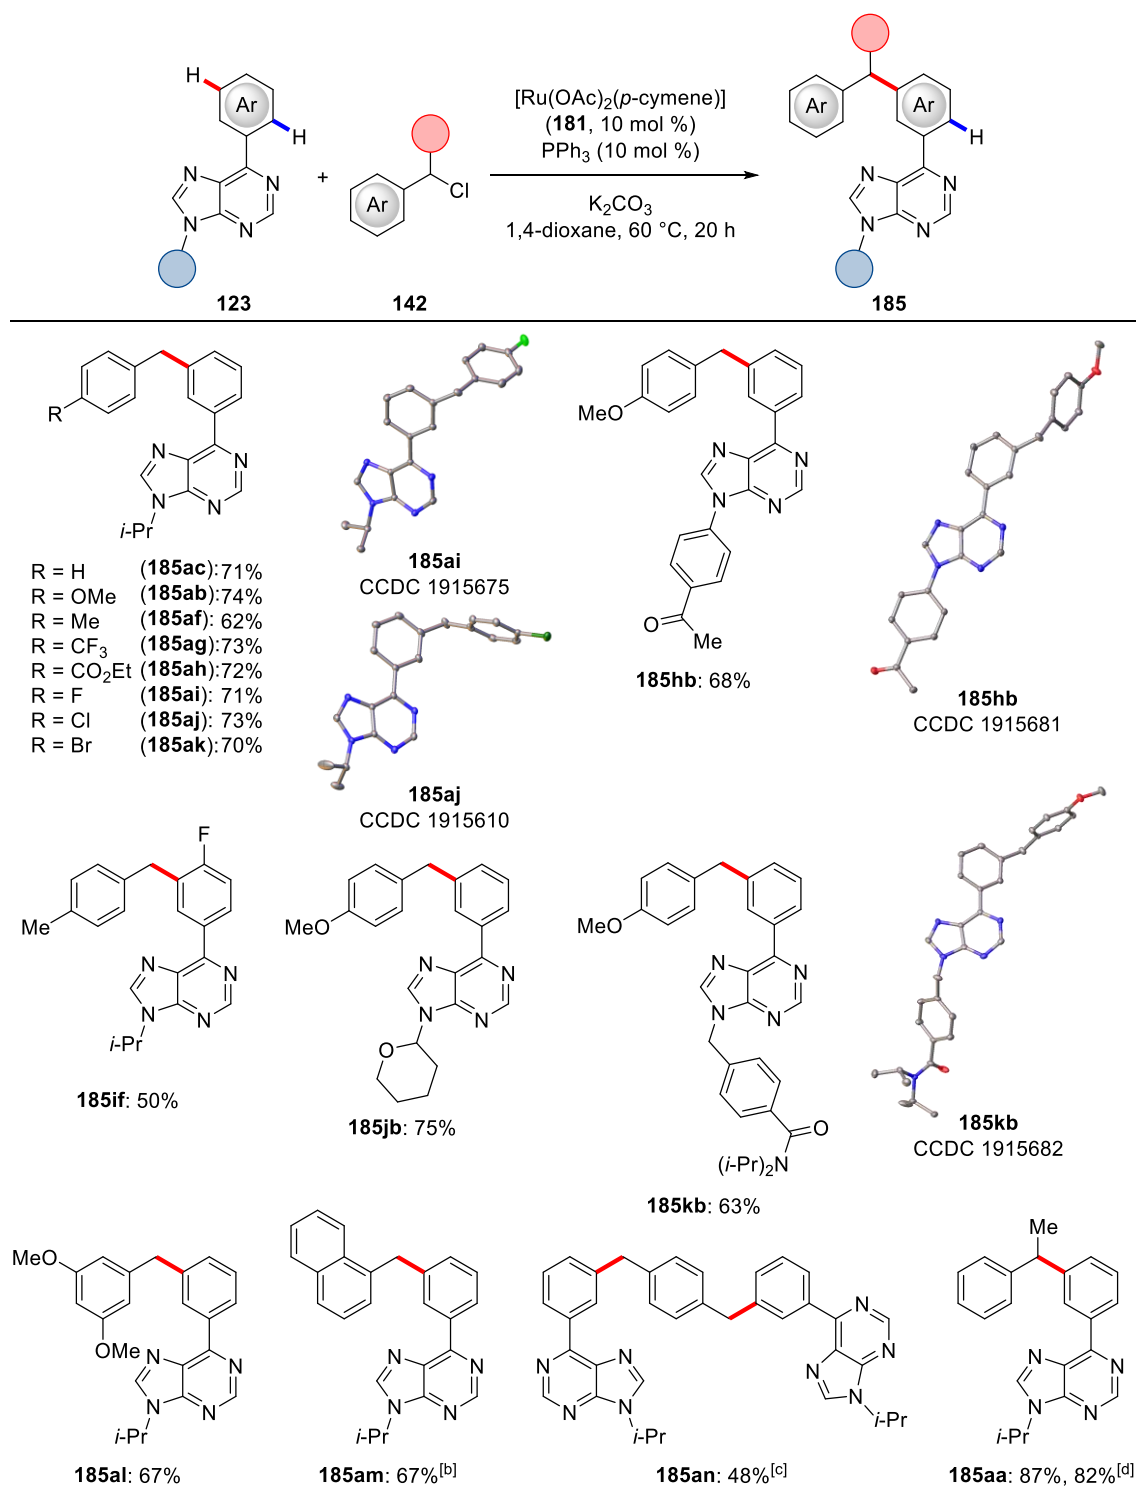 H
Ar
H
N
N
N
N
+
Ar
Cl
[Ru(OAc)2(p-cymene)]
(181, 10 mol %)
PPh3 (10 mol %)
K2CO3
1,4-dioxane, 60 °C, 20 h
Ar
Ar
H
N
N
N
N
123
142
185
R
N
N
N
N
i-Pr
R = H (185ac): 71%
R = OMe (185ab): 74%
R = Me (185af): 62%
R = CF3 (185ag): 73%
R = CO2Et (185ah): 72%
R = F (185ai): 71%
R = Cl (185aj): 73%
R = Br (185ak): 70%
185ai
CCDC 1915675
185aj
CCDC 1915610
MeO
N
N
N
N
O
Me
185hb: 68%
185hb
CCDC 1915681
F
Me
N
N
N
N
i-Pr
185if: 50%
MeO
N
N
N
N
O
185jb: 75%
MeO
N
N
N
N
O
(i-Pr)2N
185kb: 63%
185kb
CCDC 1915682
MeO
OMe
N
N
N
N
i-Pr
185al: 67%
N
N
N
N
i-Pr
185am: 67%[b]
N
N
N
N
i-Pr
N
N
N
N
i-Pr
185an: 48%[c]
Me
N
N
N
N
i-Pr
185aa: 87%, 82%[d]